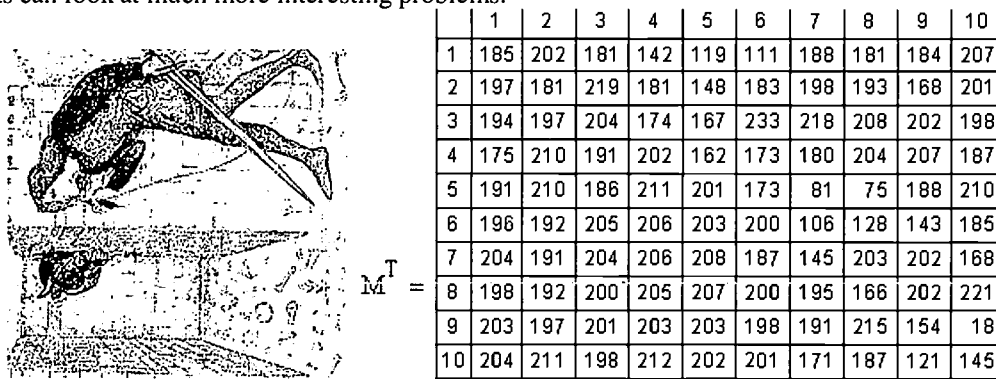 can look at much more interesting problems.
1 2 3 4 5 6 7 8 9 10
1 185 202 181 142 119 111 188 181 184 207
2 197 181 219 181 148 183 198 193 168 201
3 194 197 204 174 167 233 218 208 202 198
4 175 210 191 202 162 173 180 204 207 187
5 191 210 186 211 201 173 81 75 188 210
6 196 192 205 206 203 200 106 128 143 185
7 204 191 204 206 208 187 145 203 202 168
M^T = 8 198 192 200 205 207 200 195 166 202 221
9 203 197 201 203 203 198 191 215 154 18
10 204 211 198 212 202 201 171 187 121 145